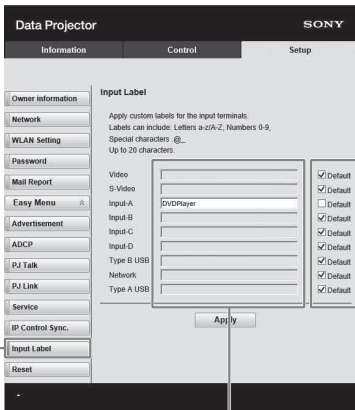 Data Projector
SONY
Information
Control
Setup
Owner information
Network
WLAN Setting
Password
Mail Report
Easy Menu
Advertisement
ADCP
PJ Talk
PJ Link
Service
IP Control Sync.
Input Label
Reset
Input Label
Apply custom labels for the input terminals.
Labels can include: Letters a-z/A-Z, Numbers 0-9,
Special characters .@_
Up to 20 characters.
Video Default
S-Video Default
Input-A DVDPlayer Default
Input-B Default
Input-C Default
Input-D Default
Type B USB Default
Network Default
Type A USB Default
Apply
-